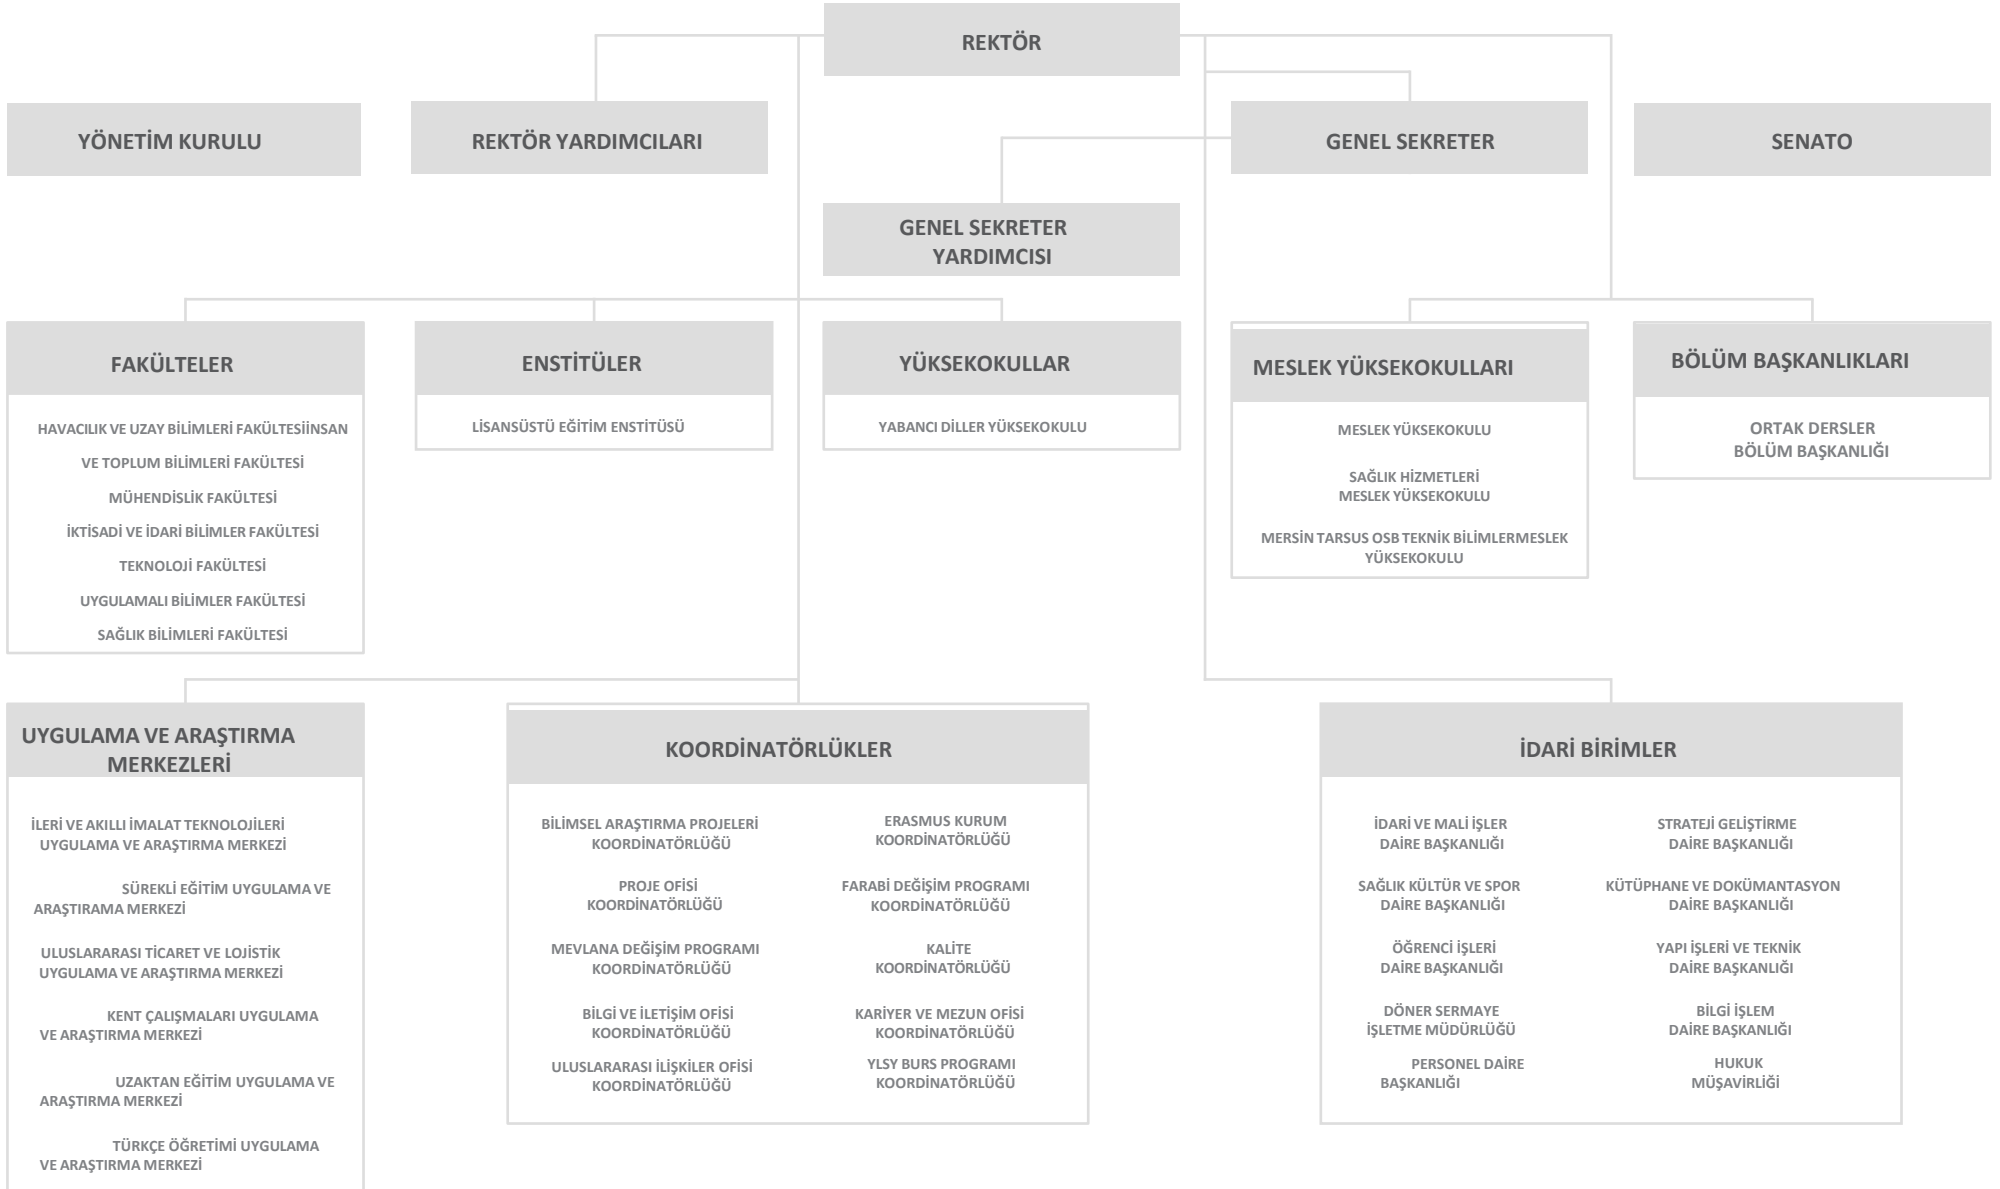 REKTÖR
YÖNETİM KURULU
REKTÖR YARDIMCILARI
GENEL SEKRETER
SENATO
GENEL SEKRETER
YARDIMCISI
FAKÜLTELER
HAVACILIK VE UZAY BİLİMLERİ FAKÜLTESİİNSAN
VE TOPLUM BİLİMLERİ FAKÜLTESİ
MÜHENDİSLİK FAKÜLTESİ
İKTİSADİ VE İDARİ BİLİMLER FAKÜLTESİ
TEKNOLOJİ FAKÜLTESİ
UYGULAMALI BİLİMLER FAKÜLTESİ
SAĞLIK BİLİMLERİ FAKÜLTESİ
ENSTİTÜLER
LİSANSÜSTÜ EĞİTİM ENSTİTÜSÜ
YÜKSEKOKULLAR
YABANCI DİLLER YÜKSEKOKULU
MESLEK YÜKSEKOKULLARI
MESLEK YÜKSEKOKULU
SAĞLIK HİZMETLERİ
MESLEK YÜKSEKOKULU
MERSİN TARSUS OSB TEKNİK BİLİMLERMESLEK
YÜKSEKOKULU
BÖLÜM BAŞKANLIKLARI
ORTAK DERSLER
BÖLÜM BAŞKANLIĞI
UYGULAMA VE ARAŞTIRMA
MERKEZLERİ
İLERİ VE AKILLI İMALAT TEKNOLOJİLERİ
UYGULAMA VE ARAŞTIRMA MERKEZİ
SÜREKLİ EĞİTİM UYGULAMA VE
ARAŞTIRAMA MERKEZİ
ULUSLARARASI TİCARET VE LOJİSTİK
UYGULAMA VE ARAŞTIRMA MERKEZİ
KENT ÇALIŞMALARI UYGULAMA
VE ARAŞTIRMA MERKEZİ
UZAKTAN EĞİTİM UYGULAMA VE
ARAŞTIRMA MERKEZİ
TÜRKÇE ÖĞRETİMİ UYGULAMA
VE ARAŞTIRMA MERKEZİ
KOORDİNATÖRLÜKLER
BİLİMSEL ARAŞTIRMA PROJELERİ
KOORDİNATÖRLÜĞÜ
PROJE OFİSİ
KOORDİNATÖRLÜĞÜ
MEVLANA DEĞİŞİM PROGRAMI
KOORDİNATÖRLÜĞÜ
BİLGİ VE İLETİŞİM OFİSİ
KOORDİNATÖRLÜĞÜ
ULUSLARARASI İLİŞKİLER OFİSİ
KOORDİNATÖRLÜĞÜ
ERASMUS KURUM
KOORDİNATÖRLÜĞÜ
FARABİ DEĞİŞİM PROGRAMI
KOORDİNATÖRLÜĞÜ
KALİTE
KOORDİNATÖRLÜĞÜ
KARİYER VE MEZUN OFİSİ
KOORDİNATÖRLÜĞÜ
YLSY BURS PROGRAMI
KOORDİNATÖRLÜĞÜ
İDARİ BİRİMLER
İDARİ VE MALİ İŞLER
DAİRE BAŞKANLIĞI
SAĞLIK KÜLTÜR VE SPOR
DAİRE BAŞKANLIĞI
ÖĞRENCİ İŞLERİ
DAİRE BAŞKANLIĞI
DÖNER SERMAYE
İŞLETME MÜDÜRLÜĞÜ
PERSONEL DAİRE
BAŞKANLIĞI
STRATEJİ GELİŞTİRME
DAİRE BAŞKANLIĞI
KÜTÜPHANE VE DOKÜMANTASYON
DAİRE BAŞKANLIĞI
YAPI İŞLERİ VE TEKNİK
DAİRE BAŞKANLIĞI
BİLGİ İŞLEM
DAİRE BAŞKANLIĞI
HUKUK
MÜŞAVİRLİĞİ